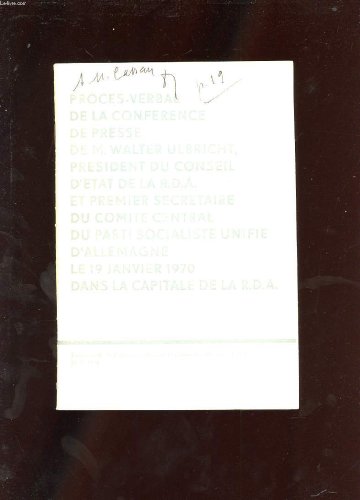 p. 19
PROCES-VERBAL
DE LA CONFERENCE
DE PRESSE
DE M. WALTER ULBRICHT,
PRESIDENT DU CONSEIL
D'ETAT DE LA R.D.A.
ET PREMIER SECRETAIRE
DU COMITE CENTRAL
DU PARTI SOCIALISTE UNIFIE
D'ALLEMAGNE
LE 19 JANVIER 1970
DANS LA CAPITALE DE LA R.D.A.